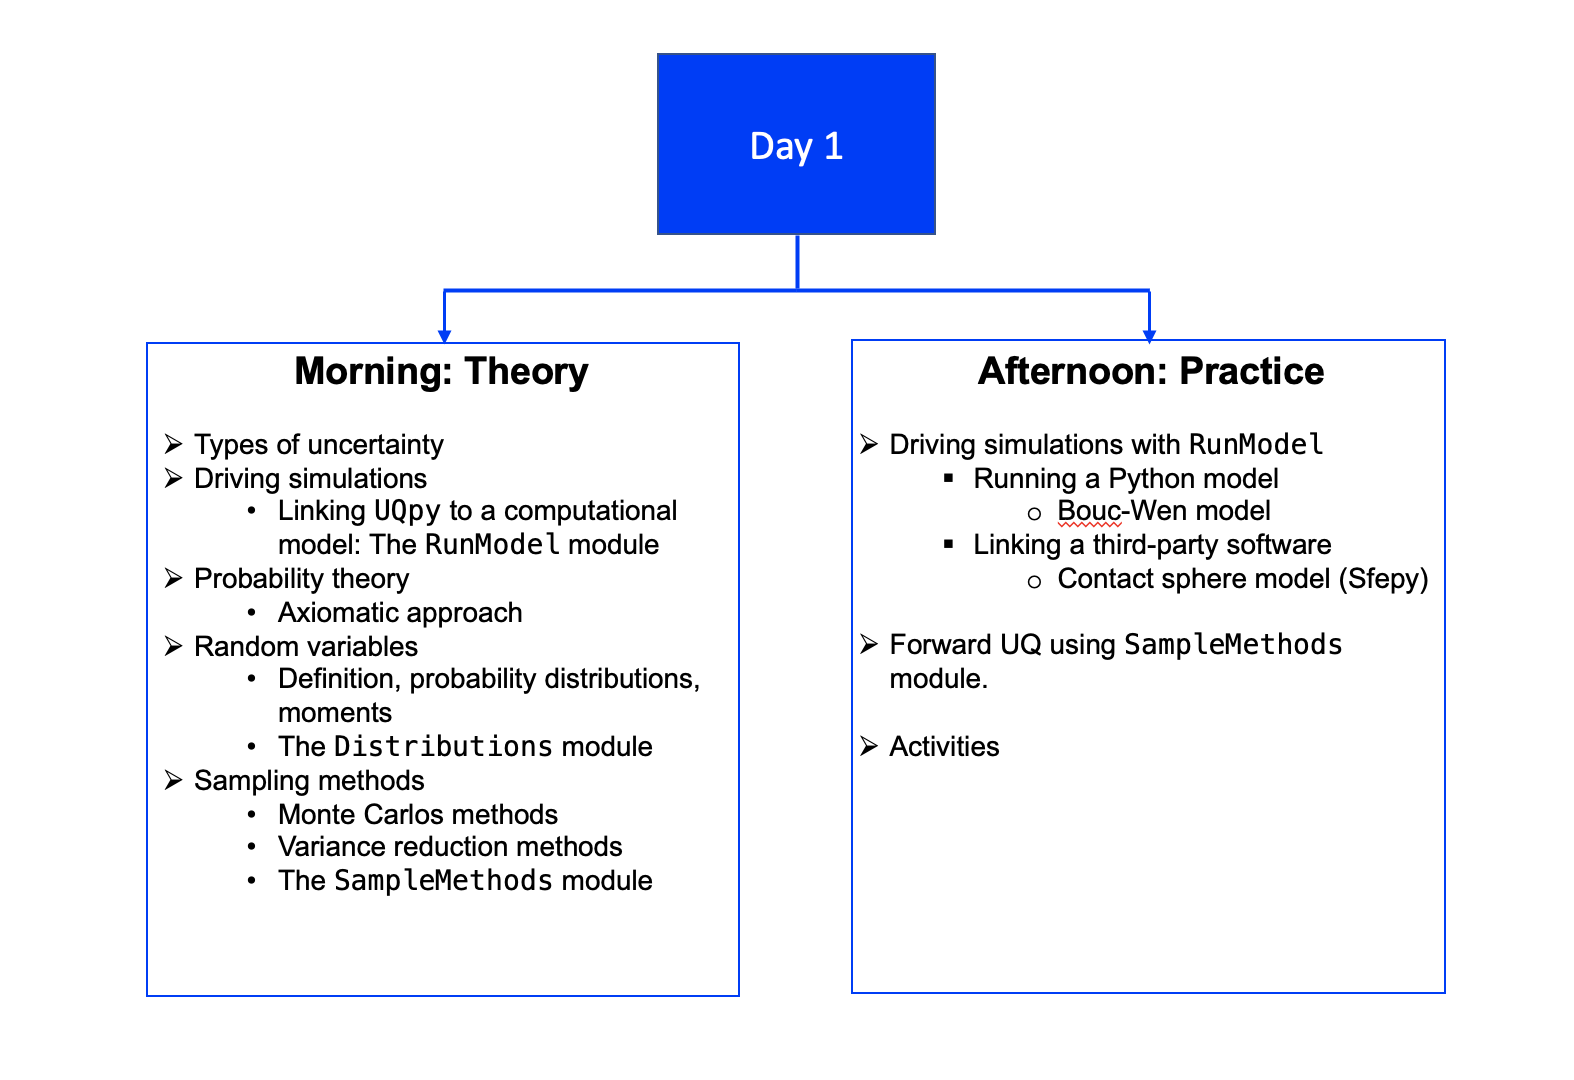 Day 1
Morning: Theory
Types of uncertainty
Driving simulations
Linking UQpy to a computational
model: The RunModel module
Probability theory
Axiomatic approach
Random variables
Definition, probability distributions,
moments
The Distributions module
Sampling methods
Monte Carlos methods
Variance reduction methods
The SampleMethods module
Afternoon: Practice
Driving simulations with RunModel
Running a Python model
Bouc-Wen model
Linking a third-party software
Contact sphere model (Sfepy)
Forward UQ using SampleMethods
module.
Activities